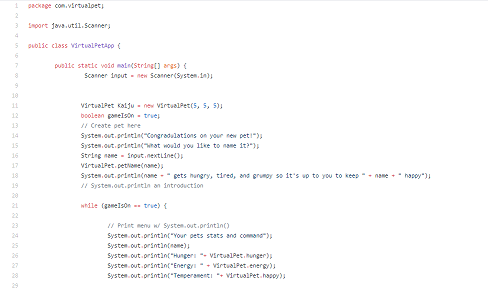 1 package com.virtualpet;
2
3 import java.util.Scanner;
4
5 public class VirtualPetApp {
6
7 public static void main(String[] args) {
8 Scanner input = new Scanner(System.in);
9
10
11 VirtualPet Kaiju = new VirtualPet(5, 5, 5);
12 boolean gameIsOn = true;
13 // Create pet here
14 System.out.println("Congradulations on your new pet!");
15 System.out.println("What would you like to name it?");
16 String name = input.nextLine();
17 VirtualPet.petName(name);
18 System.out.println(name + " gets hungry, tired, and grumpy so it's up to you to keep " + name + " happy");
19 // System.out.println an introduction
20
21 while (gameIsOn == true) {
22
23 // Print menu w/ System.out.println()
24 System.out.println("Your pets stats and command");
25 System.out.println(name);
26 System.out.println("Hunger: "+ VirtualPet.hunger);
27 System.out.println("Energy: " + VirtualPet.energy);
28 System.out.println("Temperament: "+ VirtualPet.happy);
29